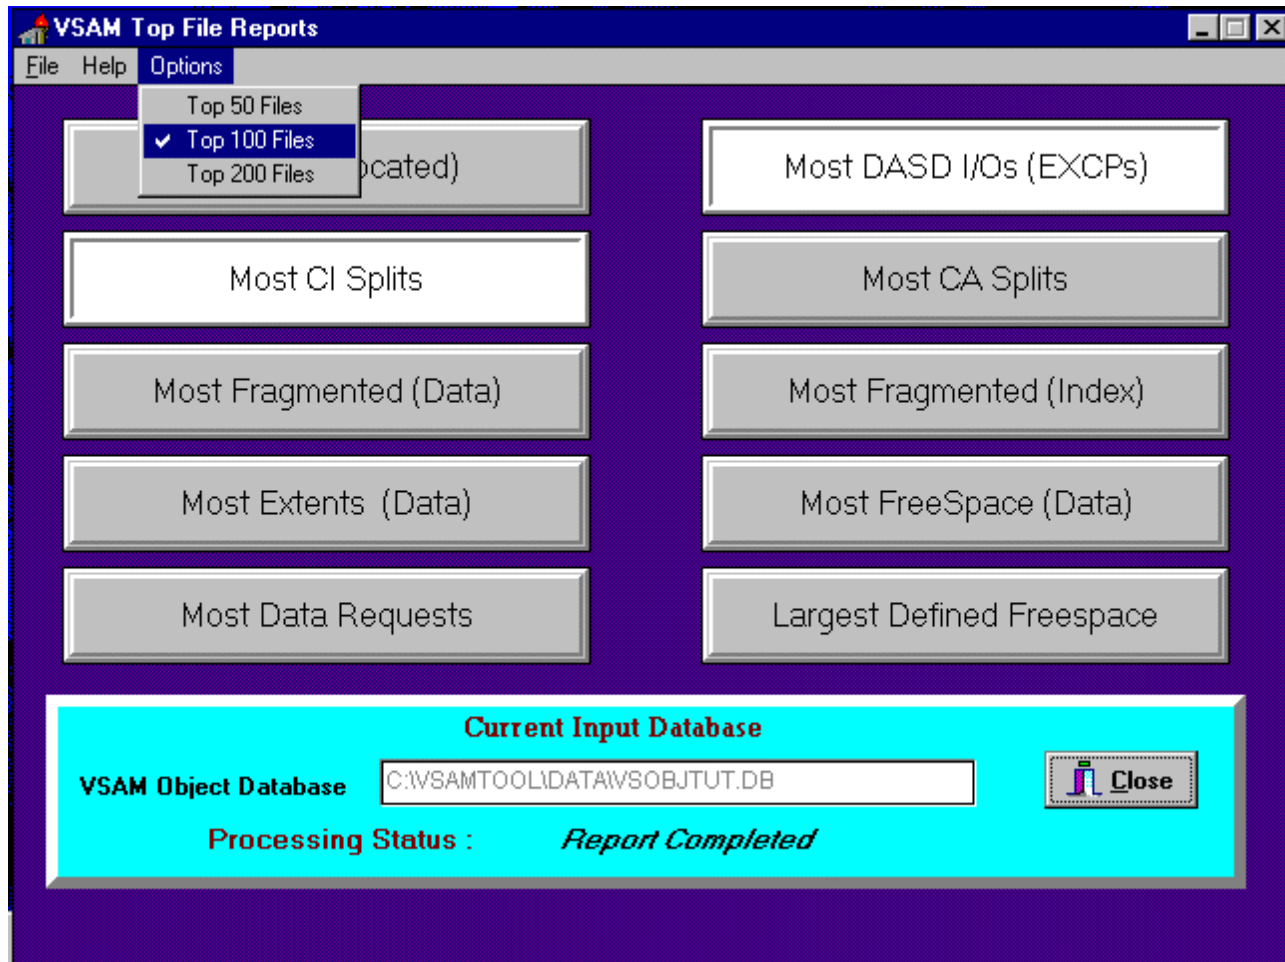 VSAM Top File Reports
File Help Options
Top 50 Files
Top 100 Files
Top 200 Files
Most DASD I/Os (EXCPs)
Most CI Splits
Most CA Splits
Most Fragmented (Data)
Most Fragmented (Index)
Most Extents (Data)
Most FreeSpace (Data)
Most Data Requests
Largest Defined Freespace
Current Input Database
VSAM Object Database
C:\VSAMTOOL\DATA\VSOBJTUT.DB
Close
Processing Status :
Report Completed